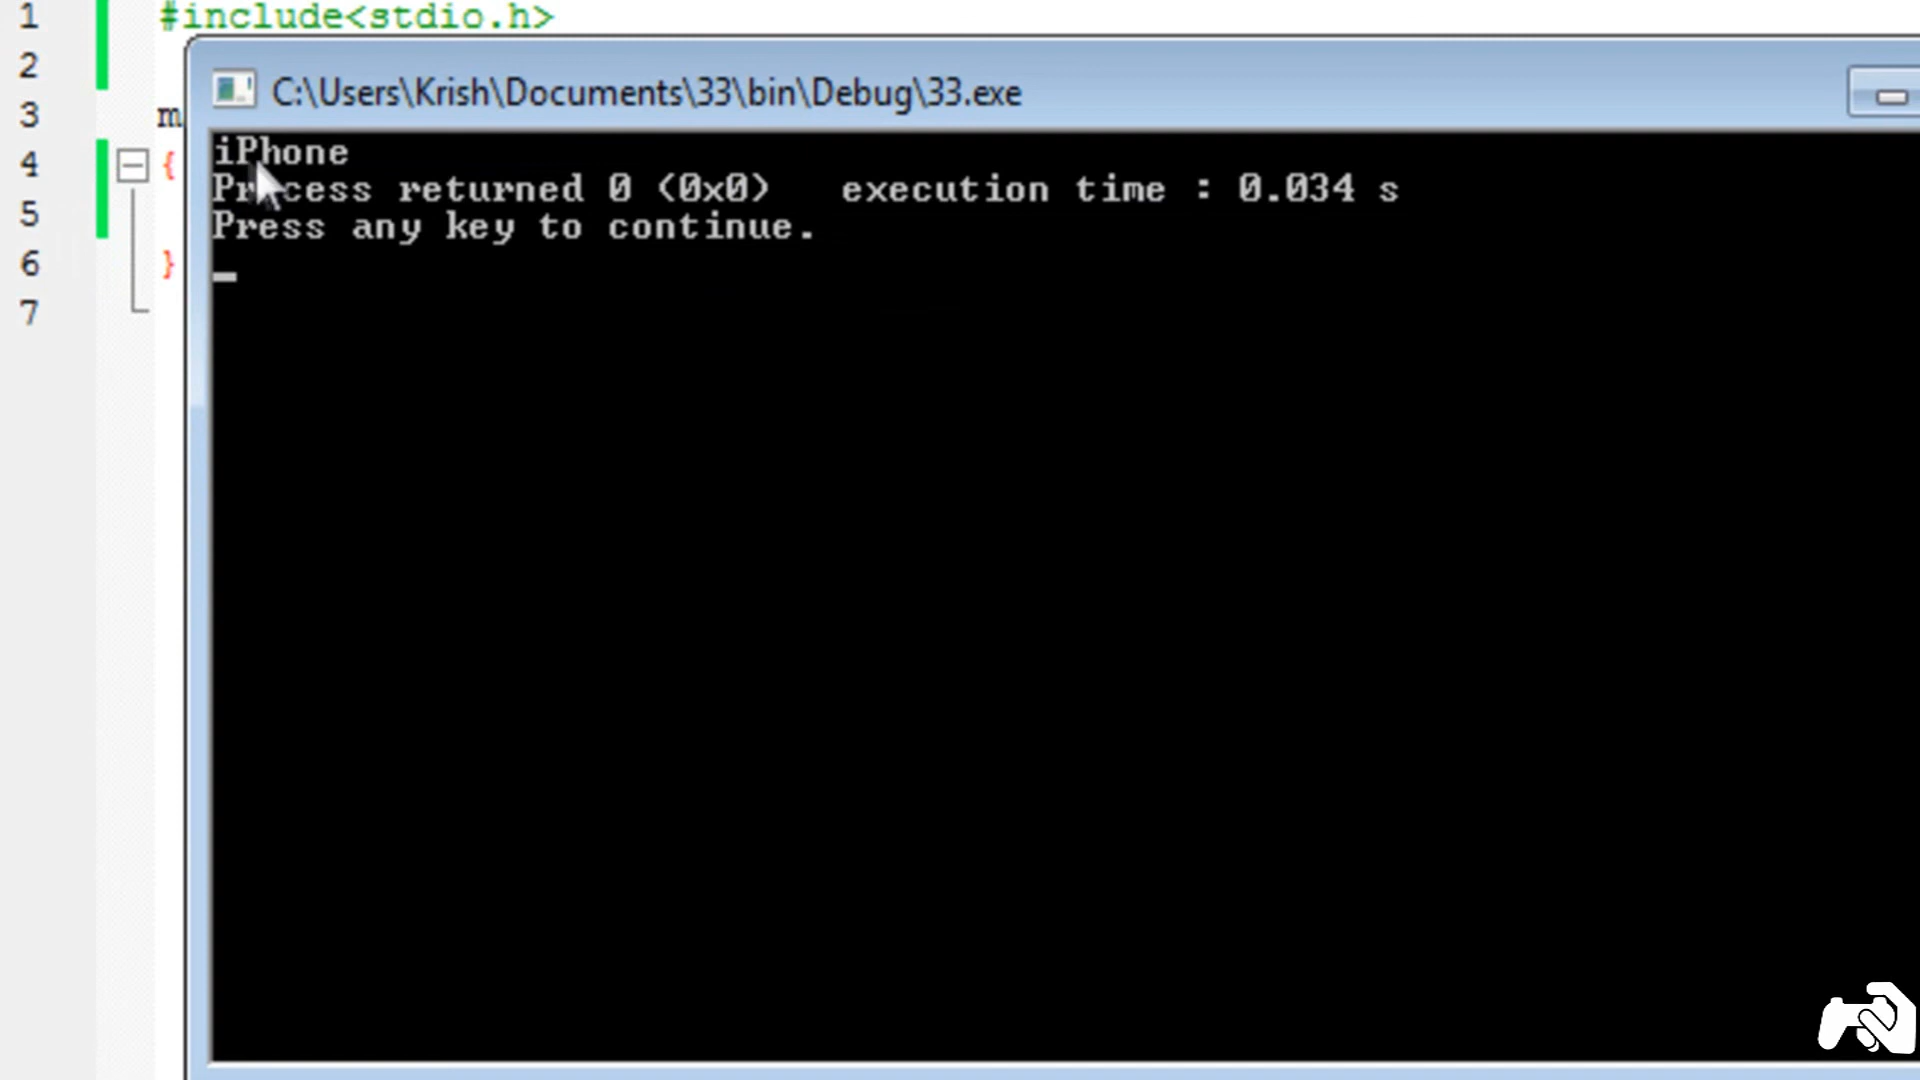 1 #include<stdio.h>
2
3 m
4 {
5
6 }
7
C:\Users\Krish\Documents\33\bin\Debug\33.exe
iPhone
Process returned 0 (0x0)   execution time : 0.034 s
Press any key to continue.